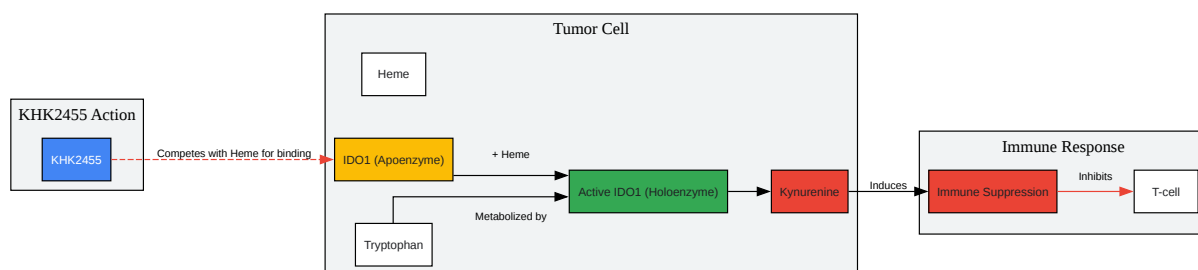 Tumor Cell
Heme
KHK2455 Action
KHK2455
Competes with Heme for binding
IDO1 (Apoenzyme)
+ Heme
Tryptophan
Metabolized by
Active IDO1 (Holoenzyme)
Kynurenine
Induces
Immune Response
Immune Suppression
Inhibits
T-cell